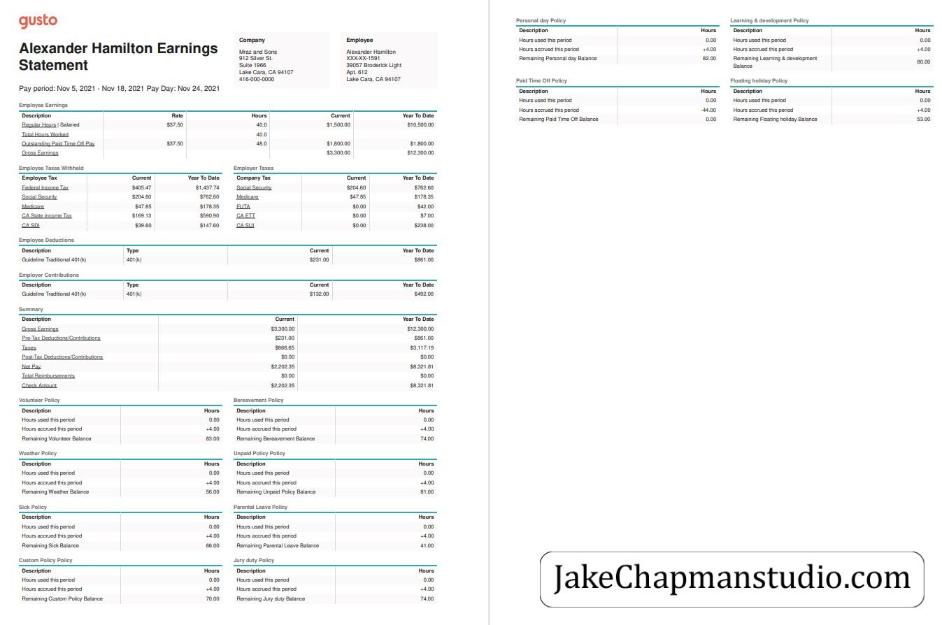 gusto
Alexander Hamilton Earnings
Statement
Pay period: Nov 5, 2021 - Nov 18, 2021 Pay Day: Nov 24, 2021
Company
Mraz and Sons
912 Silver St.
Suite 1966
Lake Cara, CA 94107
416-000-0000
Employee
Alexander Hamilton
XXX-XX-1591
39057 Broderick Light
Apt. 612
Lake Cara, CA 94107
Employee Earnings
Description Rate Hours Current Year To Date
Regular Hours | Salaried $37.50 40.0 $1,500.00 $10,500.00
Total Hours Worked 40.0
Outstanding Paid Time Off Pay $37.50 48.0 $1,800.00 $1,800.00
Gross Earnings $3,300.00 $12,300.00
Employee Taxes Withheld
Employee Tax Current Year To Date
Federal Income Tax $405.47 $1,437.74
Social Security $204.60 $762.60
Medicare $47.85 $178.35
CA State Income Tax $169.13 $590.90
CA SDI $39.60 $147.60
Employer Taxes
Company Tax Current Year To Date
Social Security $204.60 $762.60
Medicare $47.85 $178.35
FUTA $0.00 $42.00
CA ETT $0.00 $7.00
CA SUI $0.00 $238.00
Employee Deductions
Description Type Current Year To Date
Guideline Traditional 401(k) 401(k) $231.00 $861.00
Employer Contributions
Description Type Current Year To Date
Guideline Traditional 401(k) 401(k) $132.00 $492.00
Summary
Description Current Year To Date
Gross Earnings $3,300.00 $12,300.00
Pre-Tax Deductions/Contributions $231.00 $861.00
Taxes $866.65 $3,117.19
Post-Tax Deductions/Contributions $0.00 $0.00
Net Pay $2,202.35 $8,321.81
Total Reimbursements $0.00 $0.00
Check Amount $2,202.35 $8,321.81
Volunteer Policy
Description Hours
Hours used this period 0.00
Hours accrued this period +4.00
Remaining Volunteer Balance 83.00
Bereavement Policy
Description Hours
Hours used this period 0.00
Hours accrued this period +4.00
Remaining Bereavement Balance 74.00
Weather Policy
Description Hours
Hours used this period 0.00
Hours accrued this period +4.00
Remaining Weather Balance 56.00
Unpaid Policy Policy
Description Hours
Hours used this period 0.00
Hours accrued this period +4.00
Remaining Unpaid Policy Balance 81.00
Sick Policy
Description Hours
Hours used this period 0.00
Hours accrued this period +4.00
Remaining Sick Balance 66.00
Parental Leave Policy
Description Hours
Hours used this period 0.00
Hours accrued this period +4.00
Remaining Parental Leave Balance 41.00
Custom Policy Policy
Description Hours
Hours used this period 0.00
Hours accrued this period +4.00
Remaining Custom Policy Balance 70.00
Jury duty Policy
Description Hours
Hours used this period 0.00
Hours accrued this period +4.00
Remaining Jury duty Balance 74.00
Personal day Policy
Description Hours
Hours used this period 0.00
Hours accrued this period +4.00
Remaining Personal day Balance 82.00
Learning & development Policy
Description Hours
Hours used this period 0.00
Hours accrued this period +4.00
Remaining Learning & development 60.00
Balance
Paid Time Off Policy
Description Hours
Hours used this period 0.00
Hours accrued this period -44.00
Remaining Paid Time Off Balance 0.00
Floating holiday Policy
Description Hours
Hours used this period 0.00
Hours accrued this period +4.00
Remaining Floating holiday Balance 53.00
JakeChapmanstudio.com